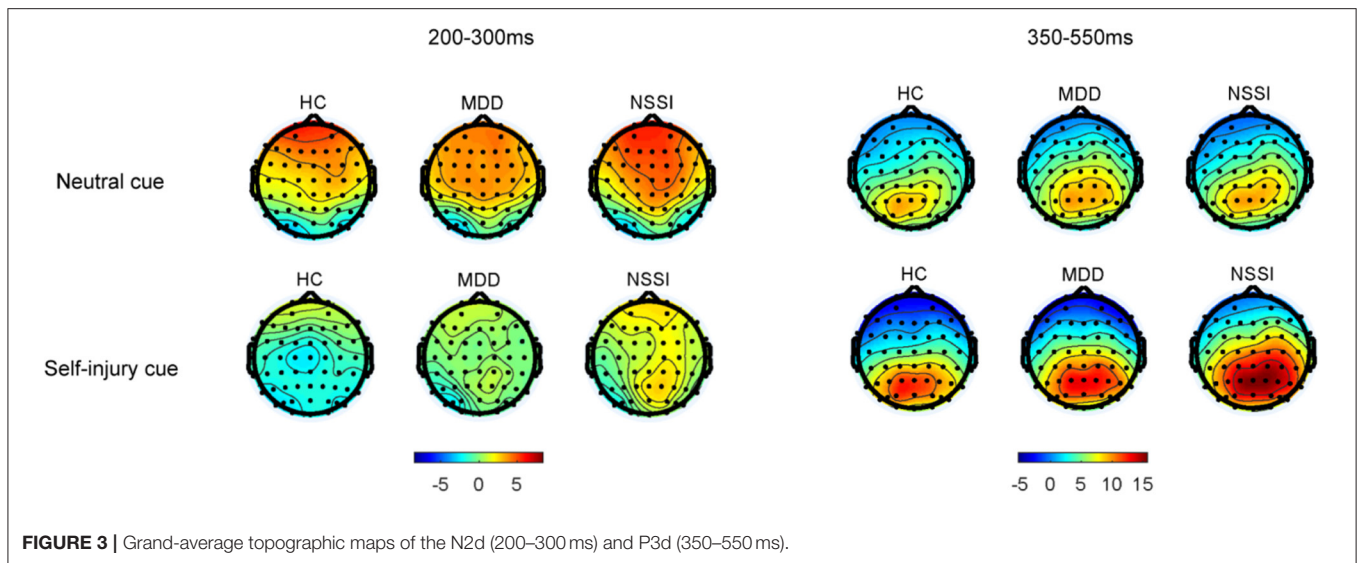 200-300ms 350-550ms
HC MDD NSSI HC MDD NSSI
Neutral cue
HC MDD NSSI HC MDD NSSI
Self-injury cue
-5 0 5 -5 0 5 10 15
FIGURE 3 | Grand-average topographic maps of the N2d (200–300 ms) and P3d (350–550 ms).